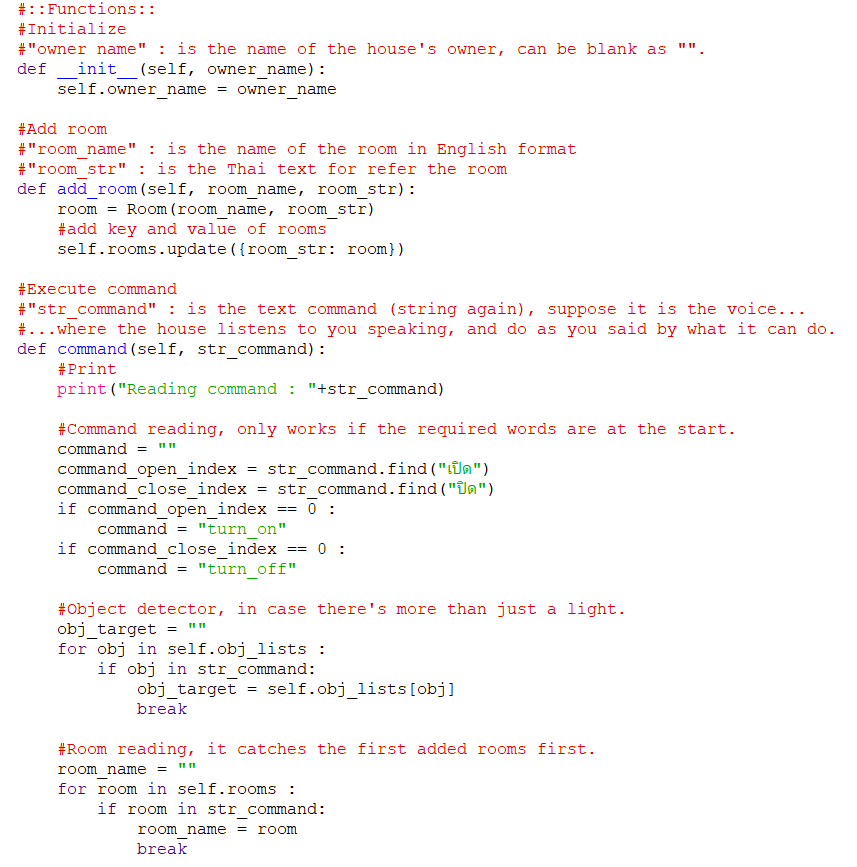 #::Functions::
#Initialize
#"owner name" : is the name of the house's owner, can be blank as "".
def __init__(self, owner_name):
    self.owner_name = owner_name

#Add room
#"room_name" : is the name of the room in English format
#"room_str" : is the Thai text for refer the room
def add_room(self, room_name, room_str):
    room = Room(room_name, room_str)
    #add key and value of rooms
    self.rooms.update({room_str: room})

#Execute command
#"str_command" : is the text command (string again), suppose it is the voice...
#...where the house listens to you speaking, and do as you said by what it can do.
def command(self, str_command):
    #Print
    print("Reading command : "+str_command)

    #Command reading, only works if the required words are at the start.
    command = ""
    command_open_index = str_command.find("เปิด")
    command_close_index = str_command.find("ปิด")
    if command_open_index == 0 :
        command = "turn_on"
    if command_close_index == 0 :
        command = "turn_off"

    #Object detector, in case there's more than just a light.
    obj_target = ""
    for obj in self.obj_lists :
        if obj in str_command:
            obj_target = self.obj_lists[obj]
            break

    #Room reading, it catches the first added rooms first.
    room_name = ""
    for room in self.rooms :
        if room in str_command:
            room_name = room
            break